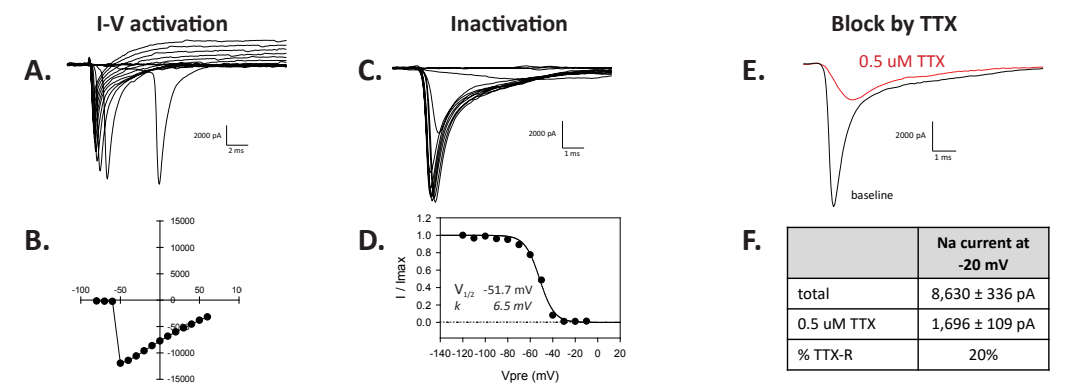 I-V activation
Inactivation
Block by TTX
A.
2000 pA
2 ms
C.
2000 pA
1 ms
E.
0.5 uM TTX
2000 pA
1 ms
baseline
B.
15000
10000
5000
0
-5000
-10000
-15000
-100 -50 0 50 10
D.
I / Imax
1.2
1.0
0.8
0.6
0.4
0.2
0.0
V1/2 -51.7 mV
k 6.5 mV
-140 -120 -100 -80 -60 -40 -20 0 20
Vpre (mV)
F.
Na current at
-20 mV
total 8,630 ± 336 pA
0.5 uM TTX 1,696 ± 109 pA
% TTX-R 20%